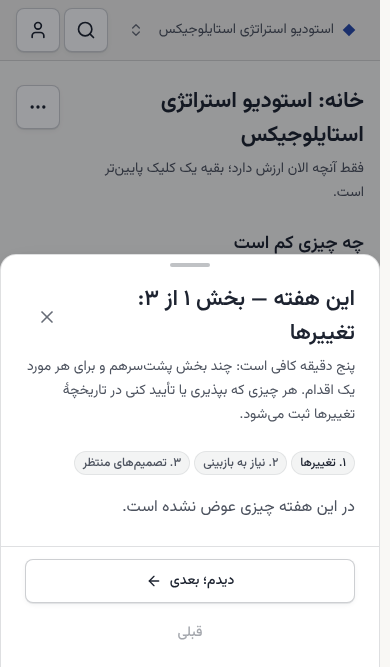 استودیو استراتژی استایلوجیکس
خانه: استودیو استراتژی
استایلوجیکس
فقط آنچه الان ارزش دارد؛ بقیه یک کلیک پایین‌تر
است.
چه چیزی کم است
این هفته — بخش ۱ از ۳:
تغییرها
پنج دقیقه کافی است: چند بخش پشت‌سرهم و برای هر مورد
یک اقدام. هر چیزی که بپذیری یا تأیید کنی در تاریخچهٔ
تغییرها ثبت می‌شود.
۱. تغییرها ۲. نیاز به بازبینی ۳. تصمیم‌های منتظر
در این هفته چیزی عوض نشده است.
دیدم؛ بعدی
قبلی